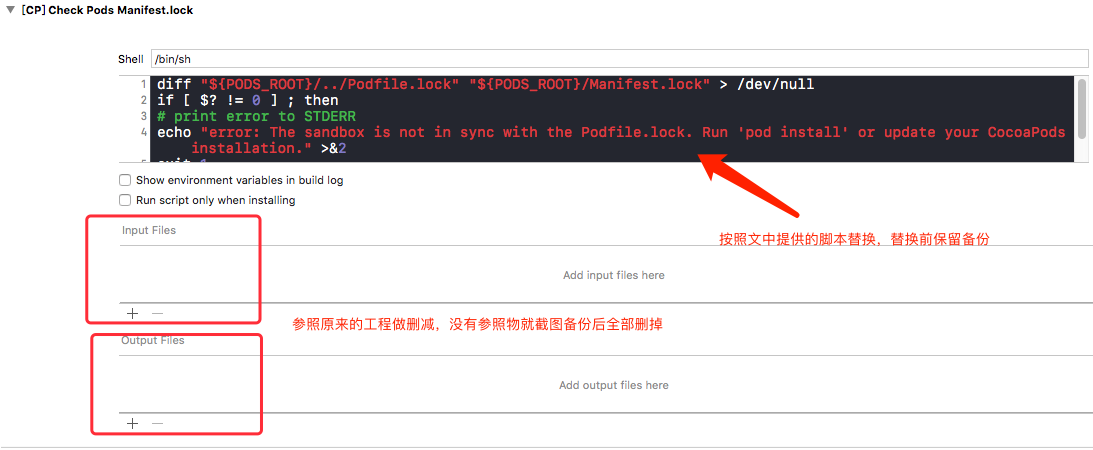 [CP] Check Pods Manifest.lock
Shell /bin/sh
1 diff "${PODS_ROOT}/../Podfile.lock" "${PODS_ROOT}/Manifest.lock" > /dev/null
2 if [ $? != 0 ] ; then
3 # print error to STDERR
4 echo "error: The sandbox is not in sync with the Podfile.lock. Run 'pod install' or update your CocoaPods
installation." >&2
5 exit 1
Show environment variables in build log
Run script only when installing
按照文中提供的脚本替换，替换前保留备份
Input Files
Add input files here
参照原来的工程做删减，没有参照物就截图备份后全部删掉
Output Files
Add output files here